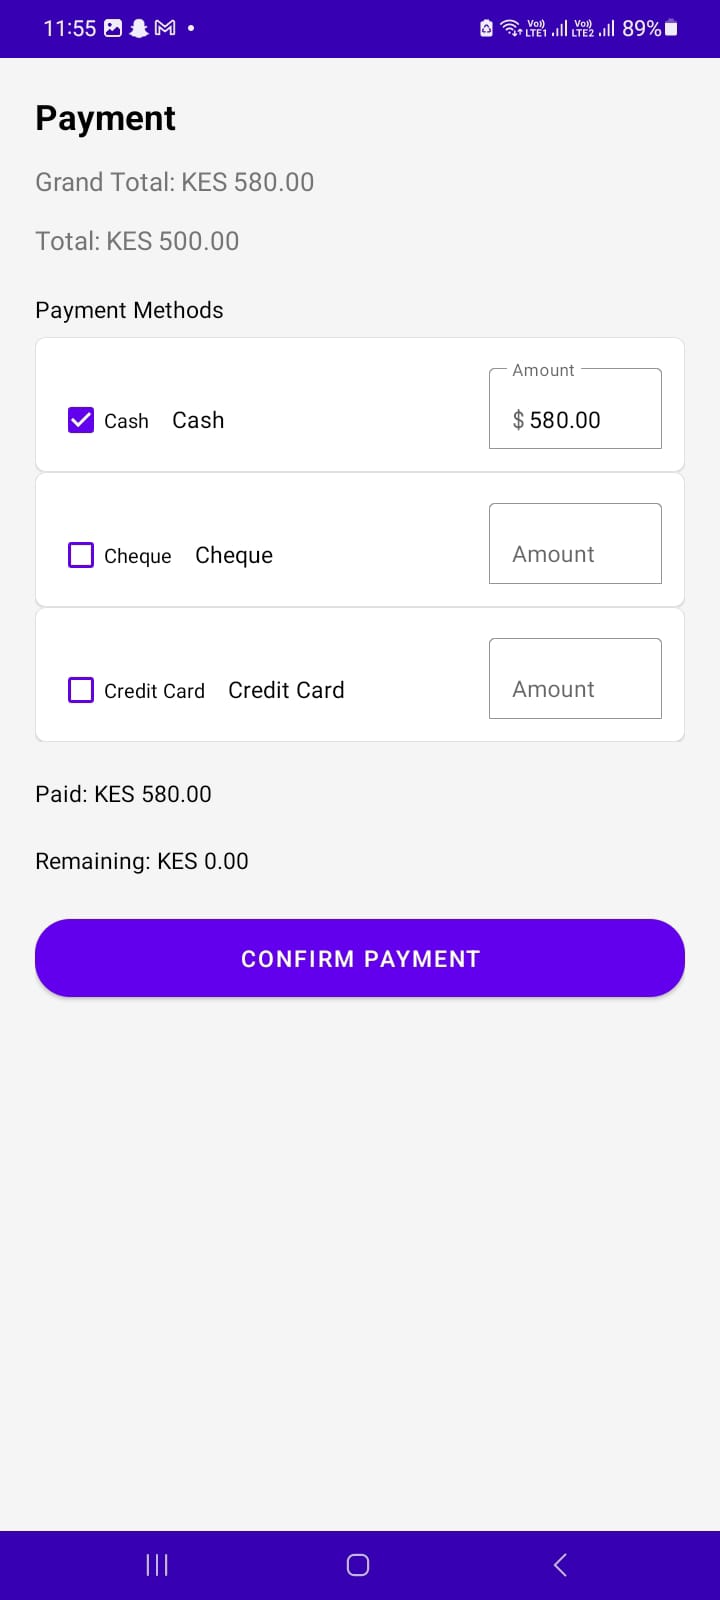 11:55 Vo)) LTE1 Vo)) LTE2 89%
Payment
Grand Total: KES 580.00
Total: KES 500.00
Payment Methods
Amount
Cash Cash $ 580.00
Cheque Cheque Amount
Credit Card Credit Card Amount
Paid: KES 580.00
Remaining: KES 0.00
CONFIRM PAYMENT